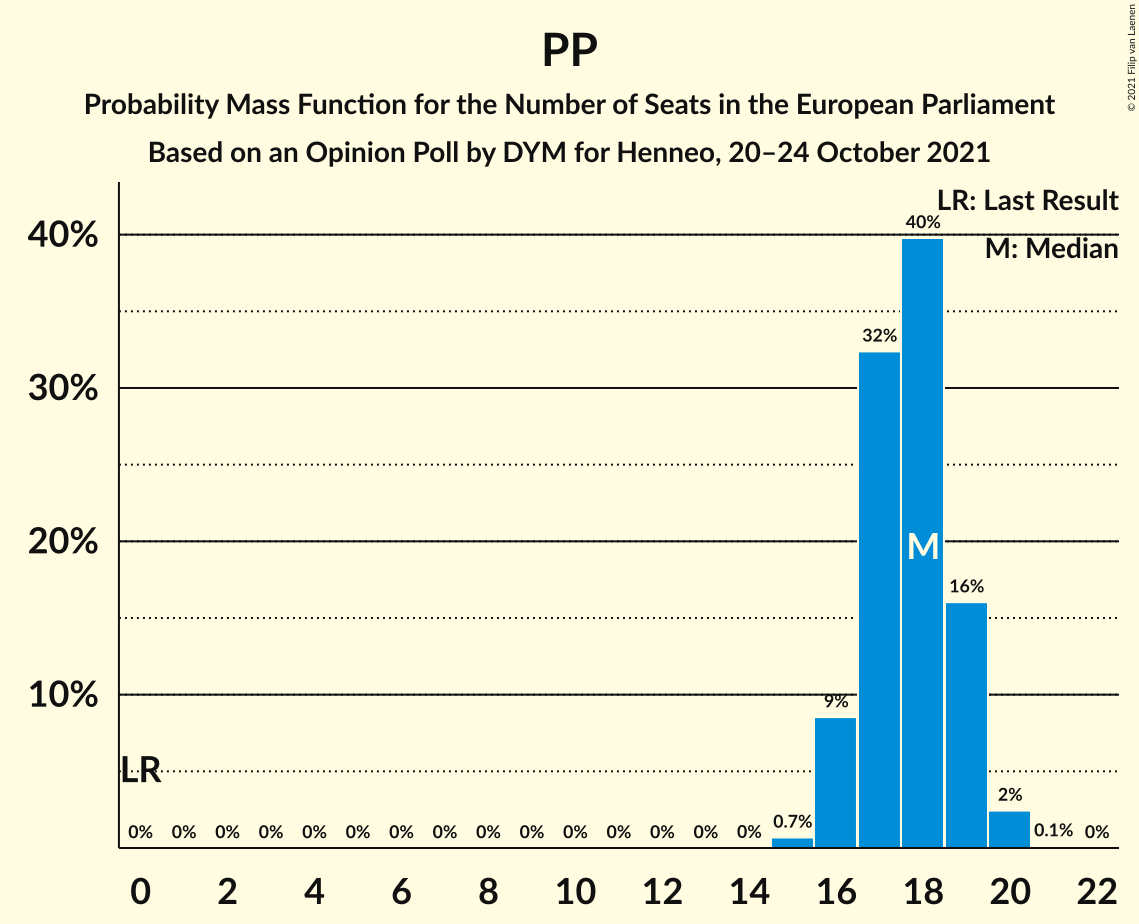 PP
Probability Mass Function for the Number of Seats in the European Parliament
Based on an Opinion Poll by DYM for Henneo, 20–24 October 2021
© 2021 Filip van Laenen
LR: Last Result
M: Median
40%
30%
20%
10%
LR
0% 0% 0% 0% 0% 0% 0% 0% 0% 0% 0% 0% 0% 0% 0% 0.7% 9% 32% 40% 16% 2% 0.1% 0%
M
0 2 4 6 8 10 12 14 16 18 20 22